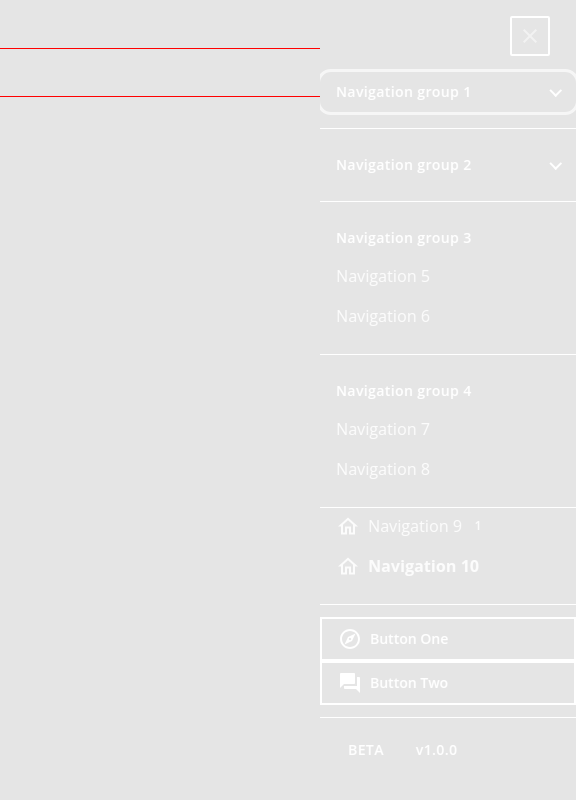 Navigation group 1
Navigation group 2
Navigation group 3
Navigation 5
Navigation 6
Navigation group 4
Navigation 7
Navigation 8
Navigation 9 1
Navigation 10
Button One
Button Two
BETA v1.0.0